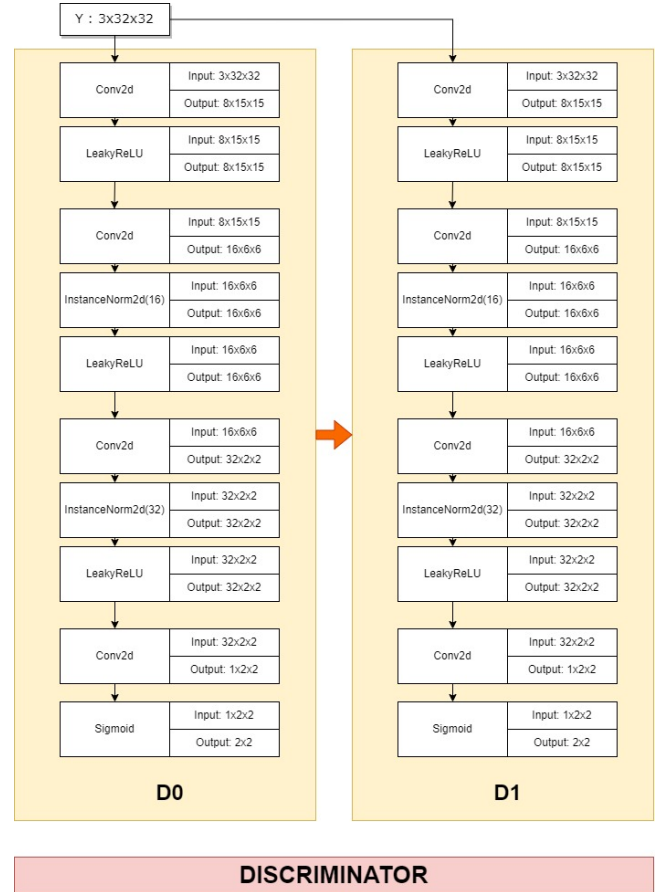 Y : 3x32x32
Conv2d
Input: 3x32x32
Output: 8x15x15
LeakyReLU
Input: 8x15x15
Output: 8x15x15
Conv2d
Input: 8x15x15
Output: 16x6x6
InstanceNorm2d(16)
Input: 16x6x6
Output: 16x6x6
LeakyReLU
Input: 16x6x6
Output: 16x6x6
Conv2d
Input: 16x6x6
Output: 32x2x2
InstanceNorm2d(32)
Input: 32x2x2
Output: 32x2x2
LeakyReLU
Input: 32x2x2
Output: 32x2x2
Conv2d
Input: 32x2x2
Output: 1x2x2
Sigmoid
Input: 1x2x2
Output: 2x2
D0
Conv2d
Input: 3x32x32
Output: 8x15x15
LeakyReLU
Input: 8x15x15
Output: 8x15x15
Conv2d
Input: 8x15x15
Output: 16x6x6
InstanceNorm2d(16)
Input: 16x6x6
Output: 16x6x6
LeakyReLU
Input: 16x6x6
Output: 16x6x6
Conv2d
Input: 16x6x6
Output: 32x2x2
InstanceNorm2d(32)
Input: 32x2x2
Output: 32x2x2
LeakyReLU
Input: 32x2x2
Output: 32x2x2
Conv2d
Input: 32x2x2
Output: 1x2x2
Sigmoid
Input: 1x2x2
Output: 2x2
D1
DISCRIMINATOR